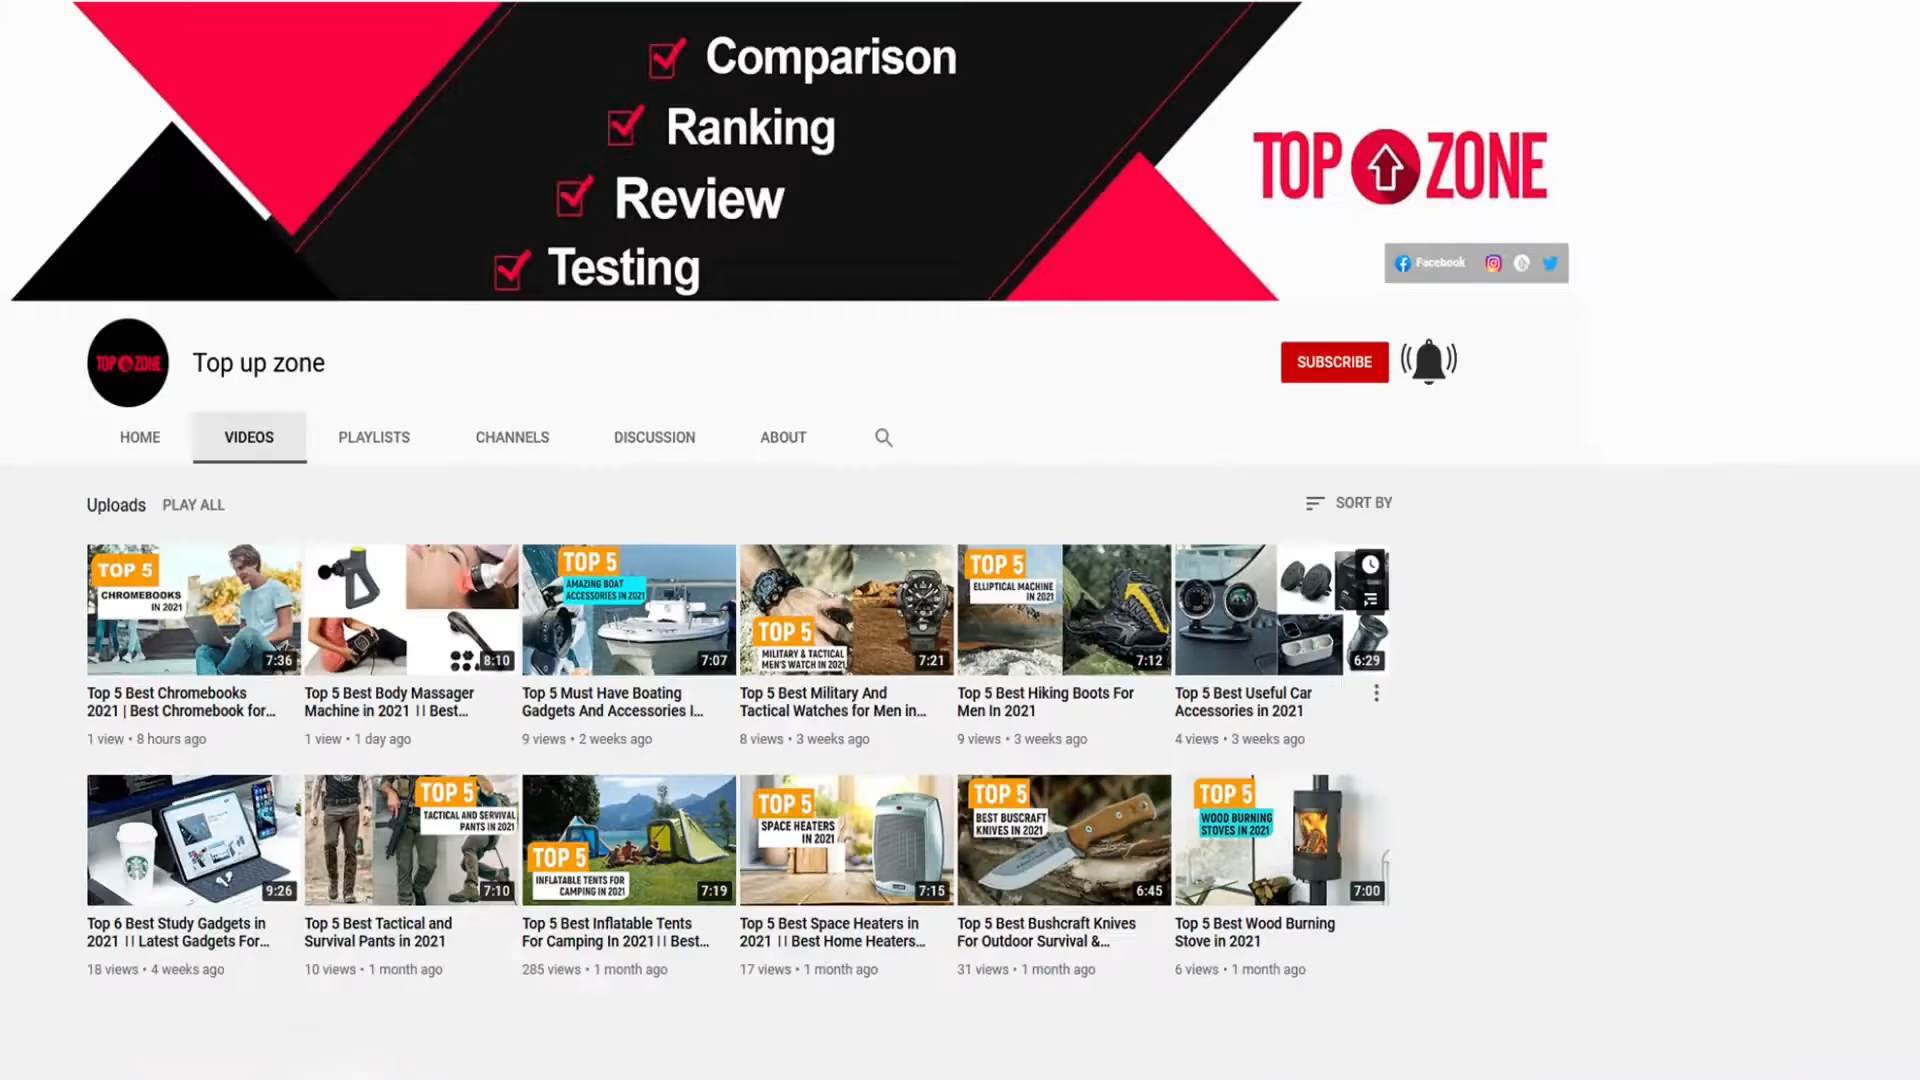 Comparison
Ranking
Review
Testing
TOP ZONE
Facebook
TOP ZONE
Top up zone
SUBSCRIBE
HOME
VIDEOS
PLAYLISTS
CHANNELS
DISCUSSION
ABOUT
Uploads
PLAY ALL
SORT BY
TOP 5
CHROMEBOOKS
IN 2021
7:36
8:10
TOP 5
AMAZING BOAT
ACCESSORIES IN 2021
7:07
TOP 5
MILITARY & TACTICAL
MEN'S WATCH IN 2021
7:21
TOP 5
ELLIPTICAL MACHINE
IN 2021
7:12
6:29
Top 5 Best Chromebooks
2021 | Best Chromebook for...
1 view • 8 hours ago
Top 5 Best Body Massager
Machine in 2021 ।। Best...
1 view • 1 day ago
Top 5 Must Have Boating
Gadgets And Accessories I...
9 views • 2 weeks ago
Top 5 Best Military And
Tactical Watches for Men in...
8 views • 3 weeks ago
Top 5 Best Hiking Boots For
Men In 2021
9 views • 3 weeks ago
Top 5 Best Useful Car
Accessories in 2021
4 views • 3 weeks ago
9:26
TOP 5
TACTICAL AND SERVIVAL
PANTS IN 2021
7:10
TOP 5
INFLATABLE TENTS FOR
CAMPING IN 2021
7:19
TOP 5
SPACE HEATERS
IN 2021
7:15
TOP 5
BEST BUSCRAFT
KNIVES IN 2021
6:45
TOP 5
WOOD BURNING
STOVES IN 2021
7:00
Top 6 Best Study Gadgets in
2021 ।। Latest Gadgets For...
18 views • 4 weeks ago
Top 5 Best Tactical and
Survival Pants in 2021
10 views • 1 month ago
Top 5 Best Inflatable Tents
For Camping In 2021।। Best...
285 views • 1 month ago
Top 5 Best Space Heaters in
2021 ।। Best Home Heaters...
17 views • 1 month ago
Top 5 Best Bushcraft Knives
For Outdoor Survival &...
31 views • 1 month ago
Top 5 Best Wood Burning
Stove in 2021
6 views • 1 month ago